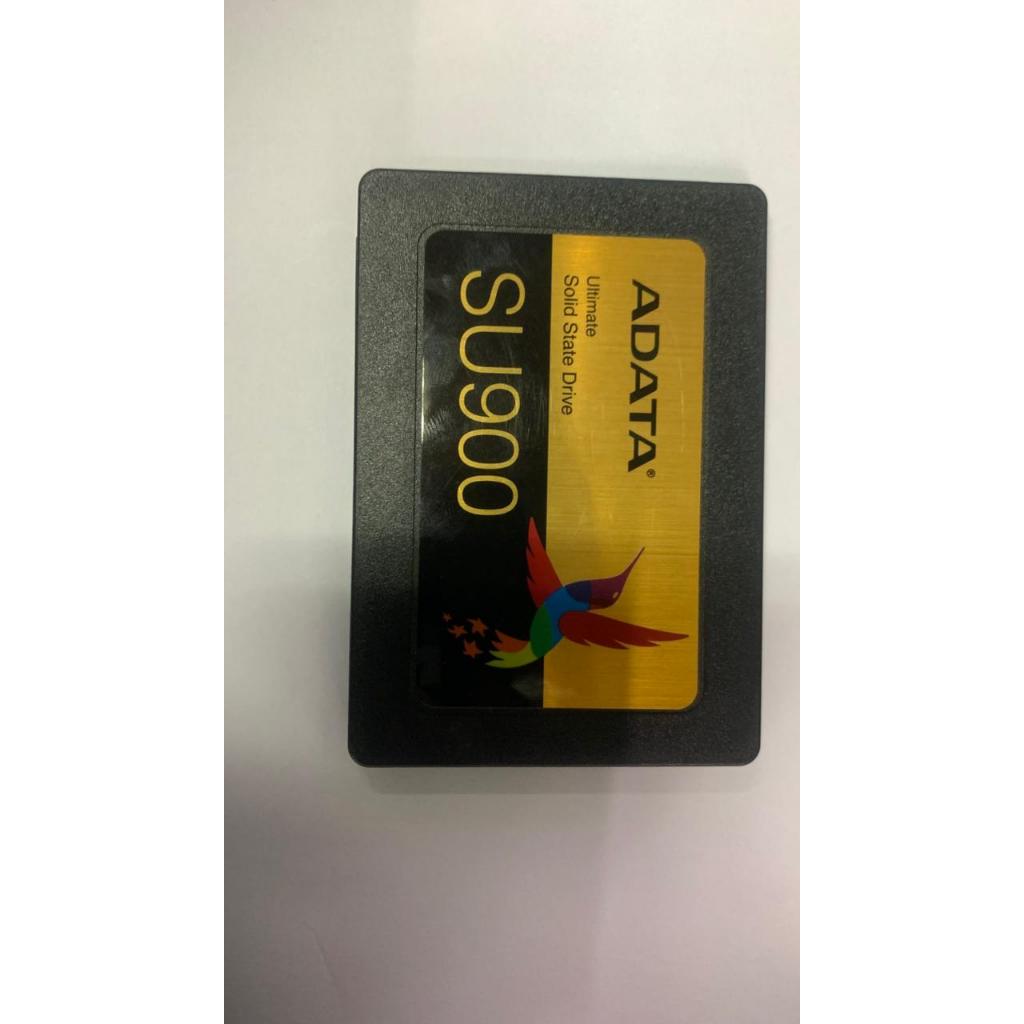 ADATA®
Ultimate
Solid State Drive
SU900